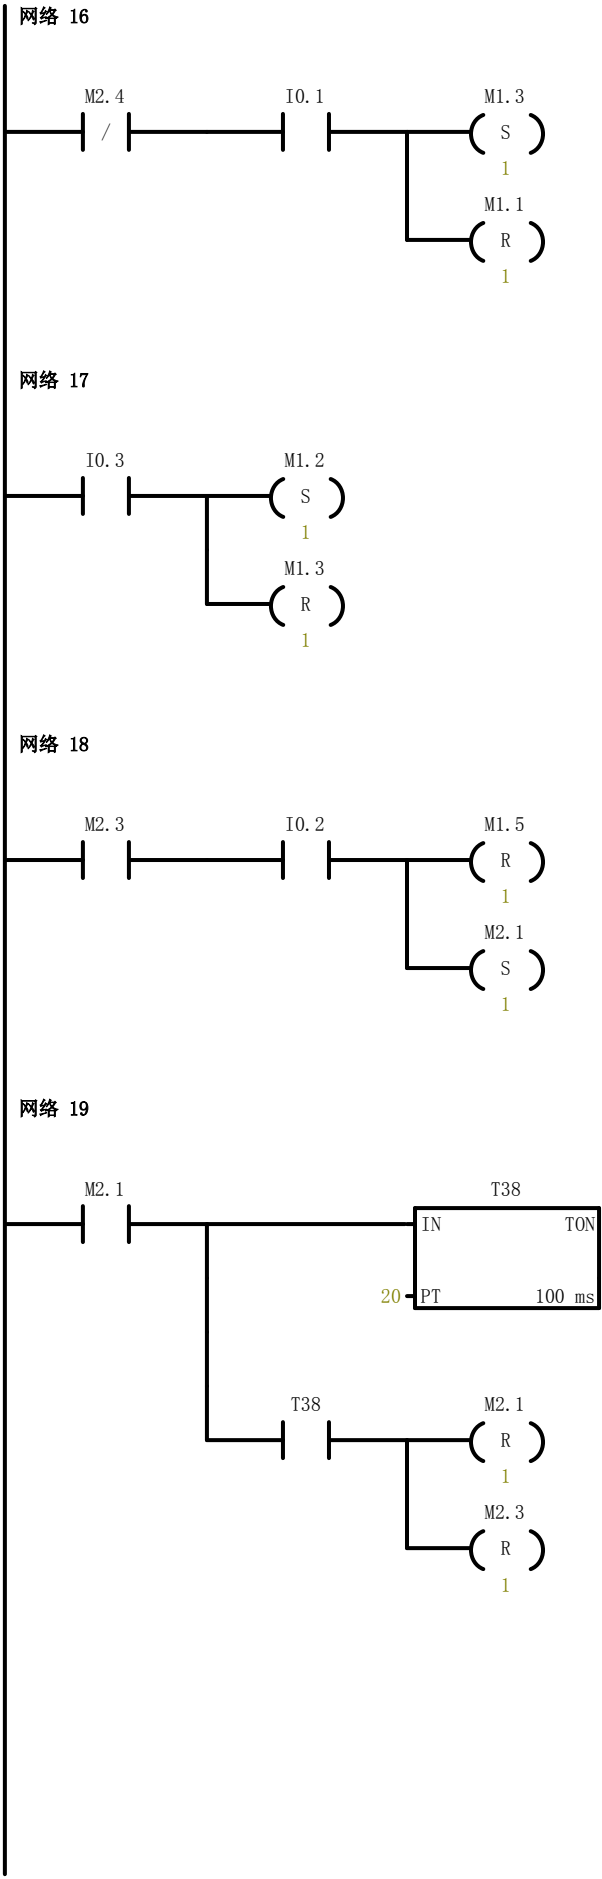 网络 16
M2.4 I0.1 M1.3
/ S
1
M1.1
R
1
网络 17
I0.3 M1.2
S
1
M1.3
R
1
网络 18
M2.3 I0.2 M1.5
R
1
M2.1
S
1
网络 19
M2.1 T38
IN TON
20 PT 100 ms
T38 M2.1
R
1
M2.3
R
1